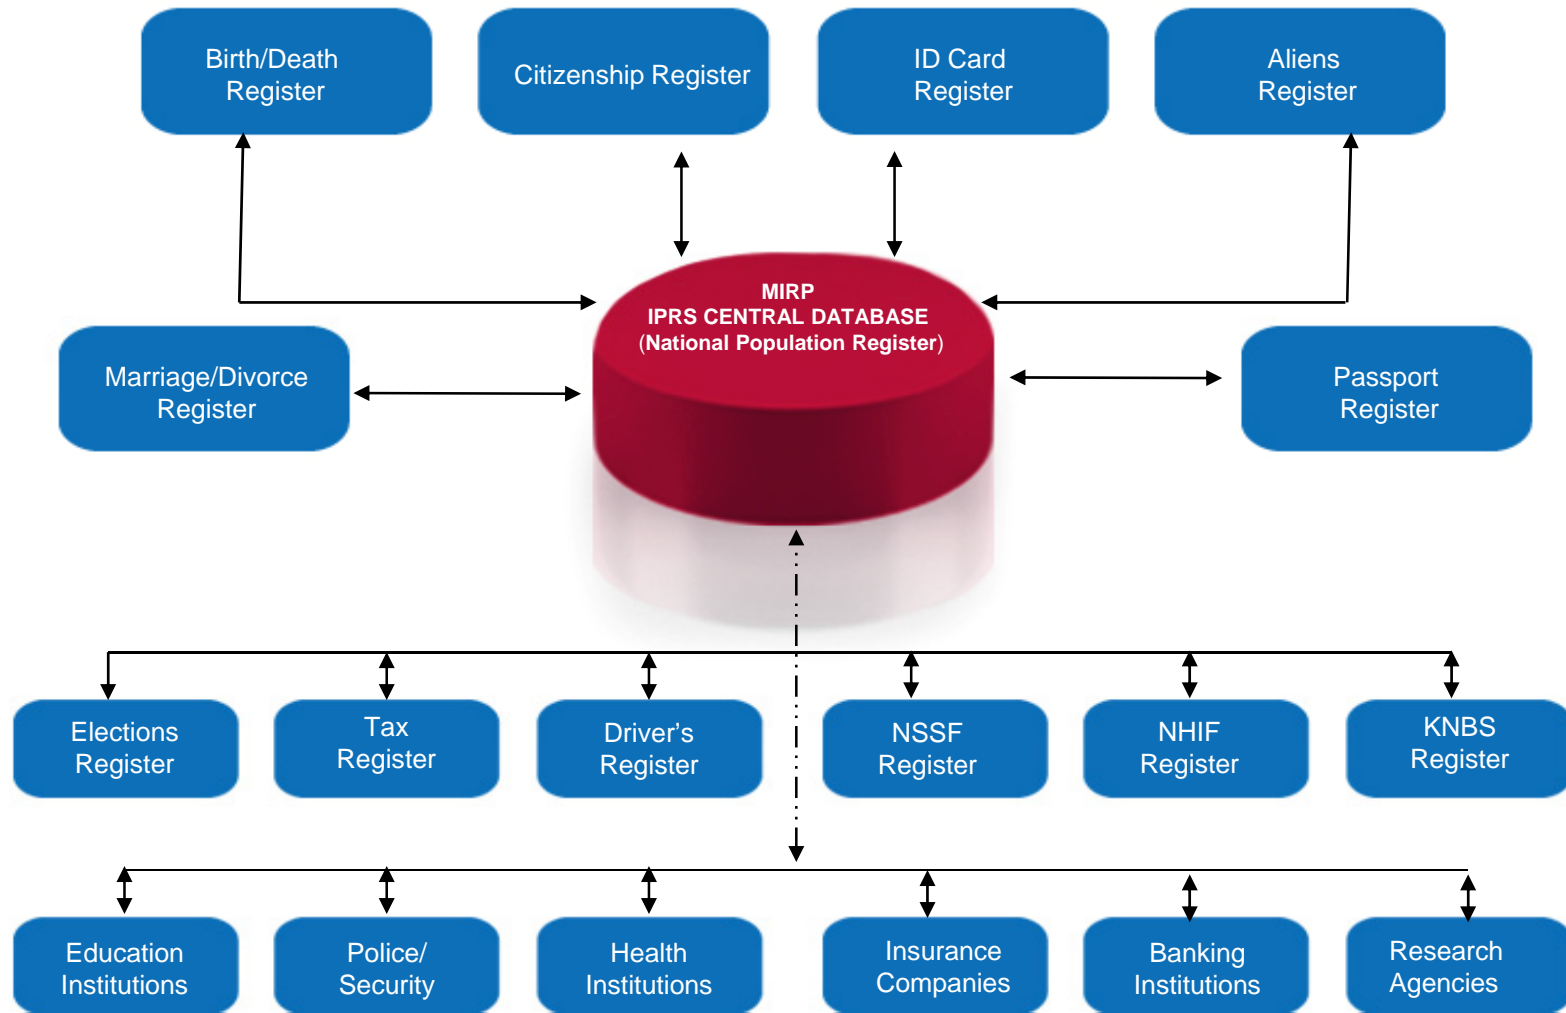 Birth/Death
Register
Citizenship Register
ID Card
Register
Aliens
Register
MIRP
IPRS CENTRAL DATABASE
(National Population Register)
Marriage/Divorce
Register
Passport
Register
Elections
Register
Tax
Register
Driver’s
Register
NSSF
Register
NHIF
Register
KNBS
Register
Education
Institutions
Police/
Security
Health
Institutions
Insurance
Companies
Banking
Institutions
Research
Agencies